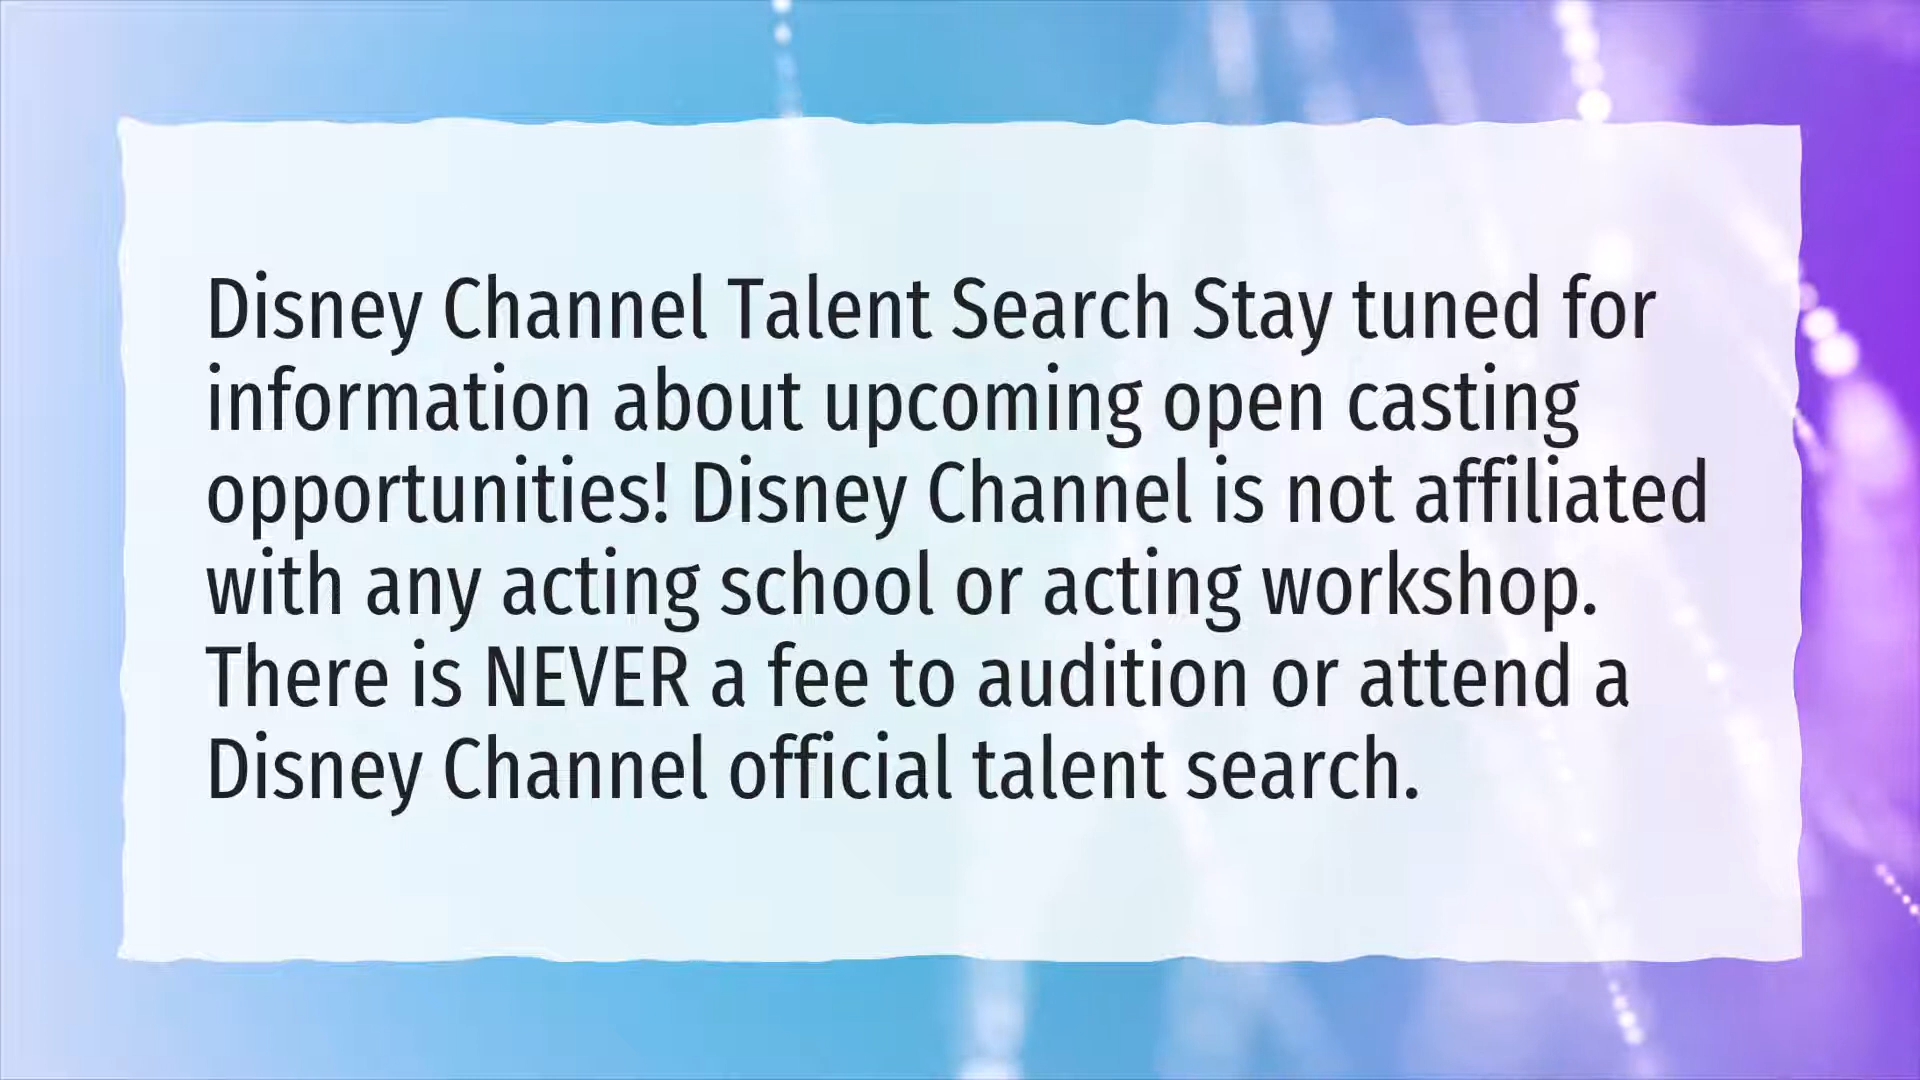 Disney Channel Talent Search Stay tuned for
information about upcoming open casting
opportunities! Disney Channel is not affiliated
with any acting school or acting workshop.
There is NEVER a fee to audition or attend a
Disney Channel official talent search.